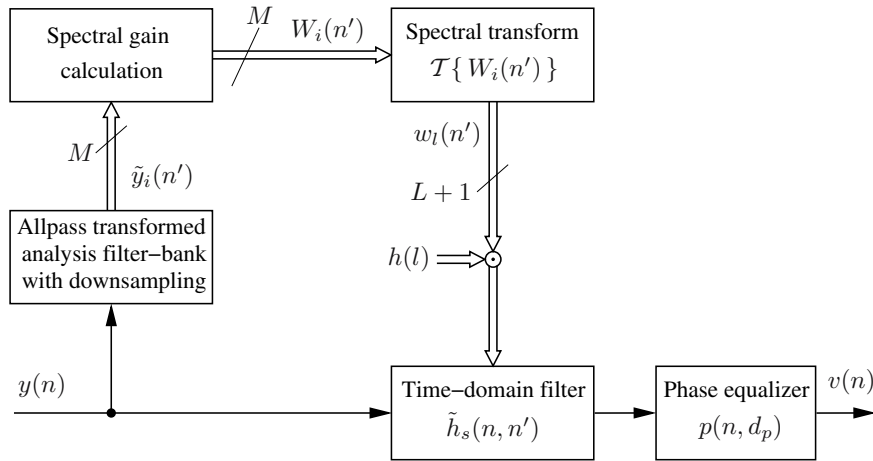 Spectral gain
calculation
M
W_i(n′)
Spectral transform
𝒯{ W_i(n′) }
M
ỹ_i(n′)
w_l(n′)
L + 1
Allpass transformed
analysis filter−bank
with downsampling
h(l)
y(n)
Time−domain filter
h̃_s(n, n′)
Phase equalizer
p(n, d_p)
v(n)